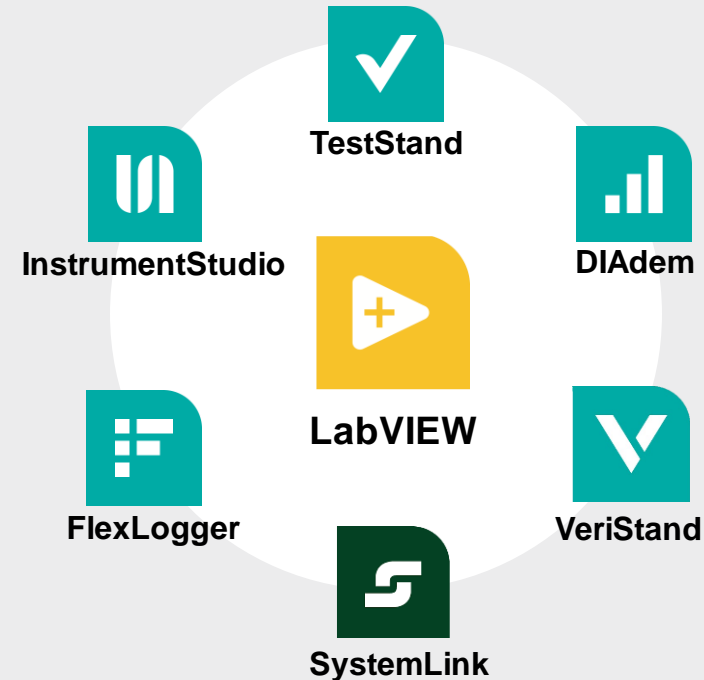 TestStand
InstrumentStudio
DIAdem
LabVIEW
FlexLogger
VeriStand
SystemLink